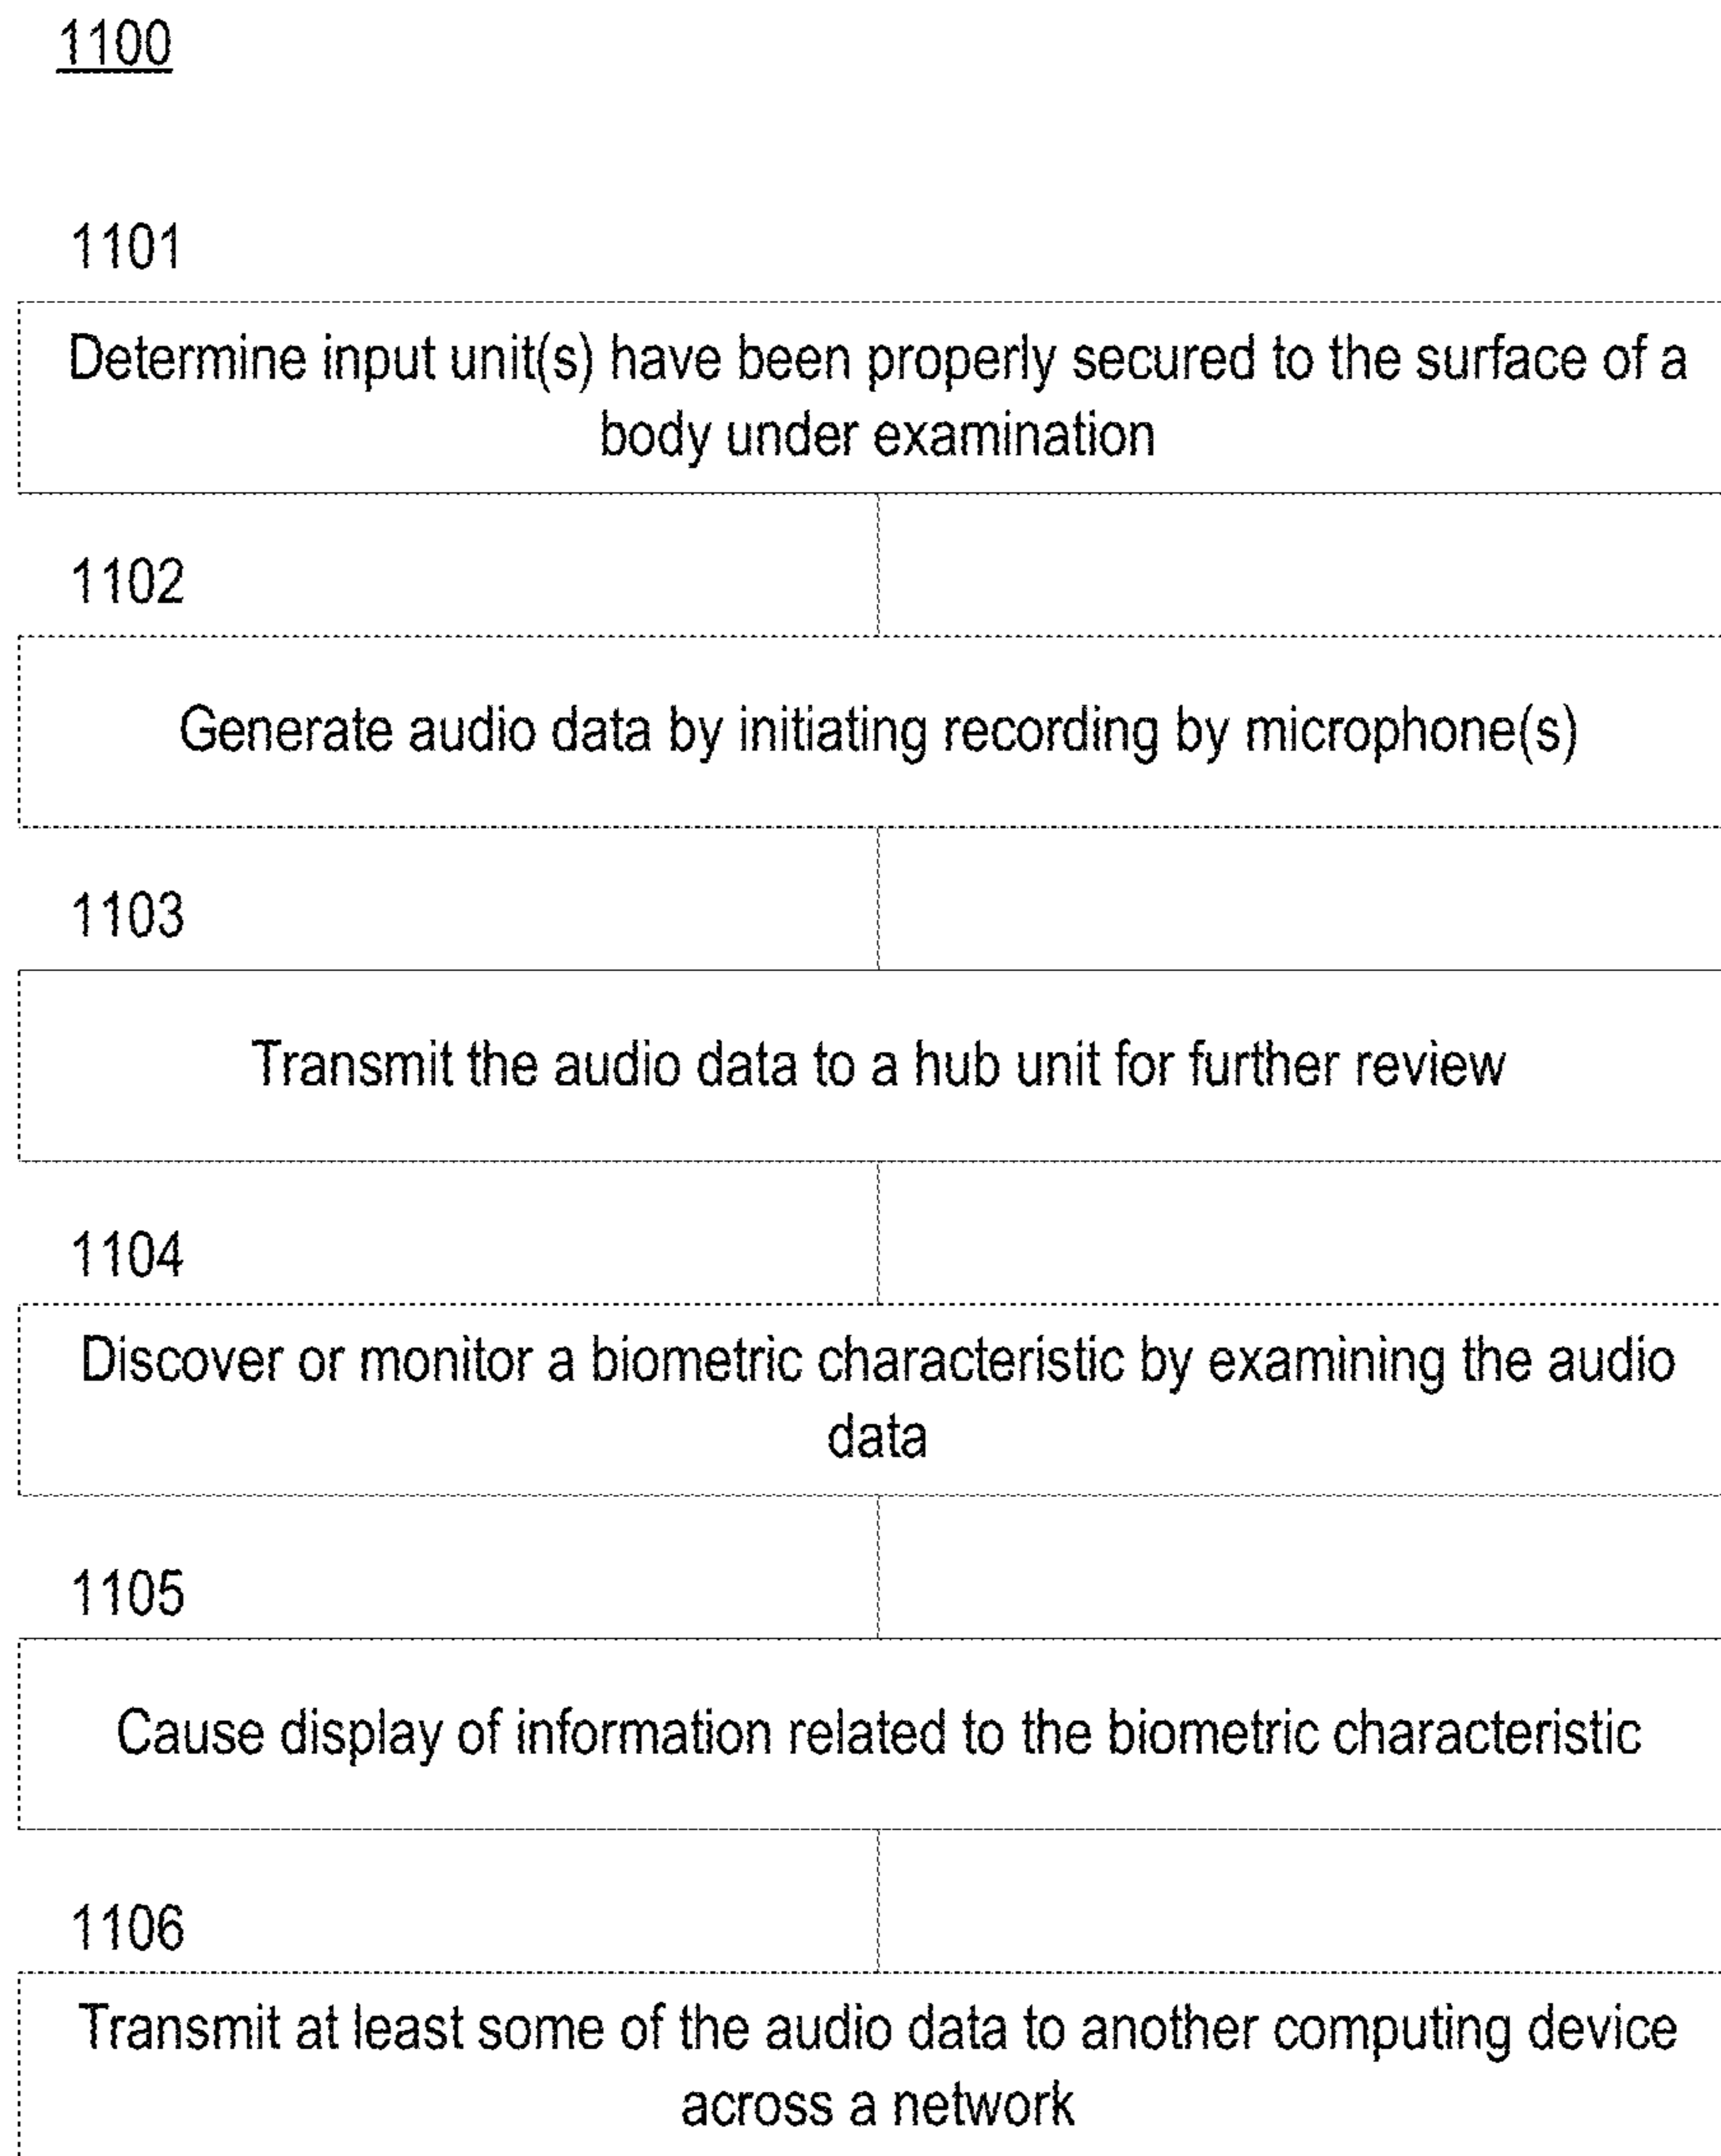 1100
1101
Determine input unit(s) have been properly secured to the surface of a
body under examination
1102
Generate audio data by initiating recording by microphone(s)
1103
Transmit the audio data to a hub unit for further review
1104
Discover or monitor a biometric characteristic by examining the audio
data
1105
Cause display of information related to the biometric characteristic
1106
Transmit at least some of the audio data to another computing device
across a network